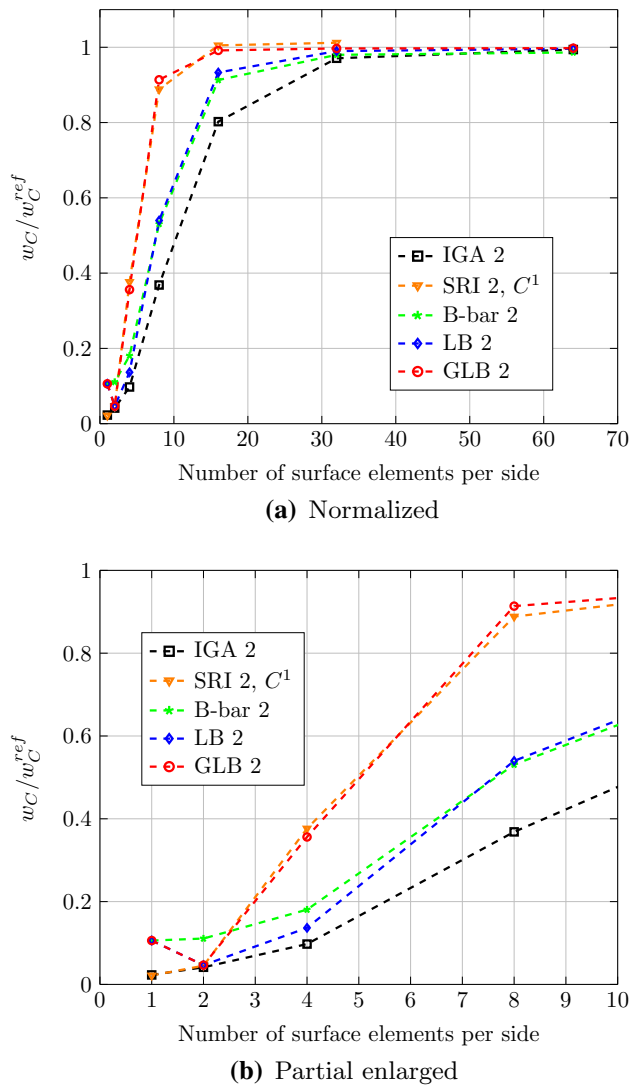 1
0.8
0.6
0.4
0.2
0
w_C/w_C^{ref}
IGA 2
SRI 2, C^1
B-bar 2
LB 2
GLB 2
0 10 20 30 40 50 60 70
Number of surface elements per side
(a) Normalized
1
0.8
0.6
0.4
0.2
0
w_C/w_C^{ref}
IGA 2
SRI 2, C^1
B-bar 2
LB 2
GLB 2
0 1 2 3 4 5 6 7 8 9 10
Number of surface elements per side
(b) Partial enlarged